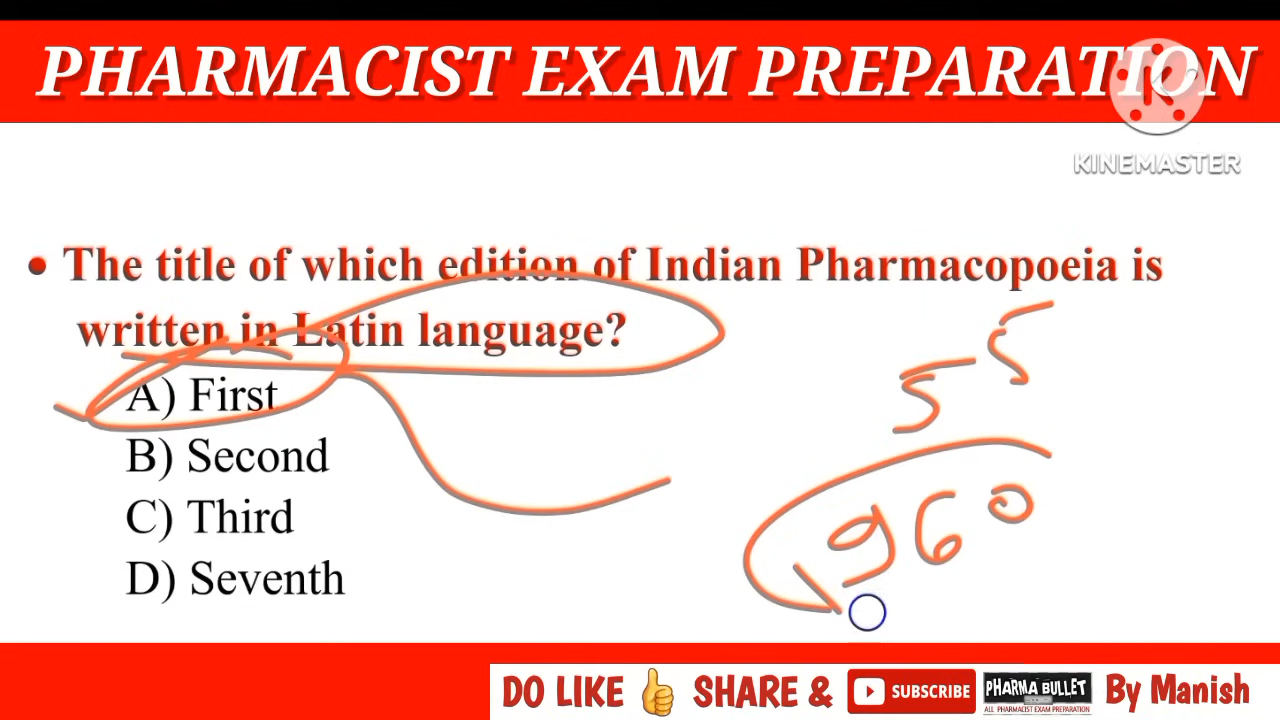 PHARMACIST EXAM PREPARATION
KINEMASTER
• The title of which edition of Indian Pharmacopoeia is
written in Latin language?
A) First
55
B) Second
C) Third
1960
D) Seventh
DO LIKE 👍 SHARE & SUBSCRIBE PHARMA BULLET By Manish
ALL PHARMACIST EXAM PREPARATION